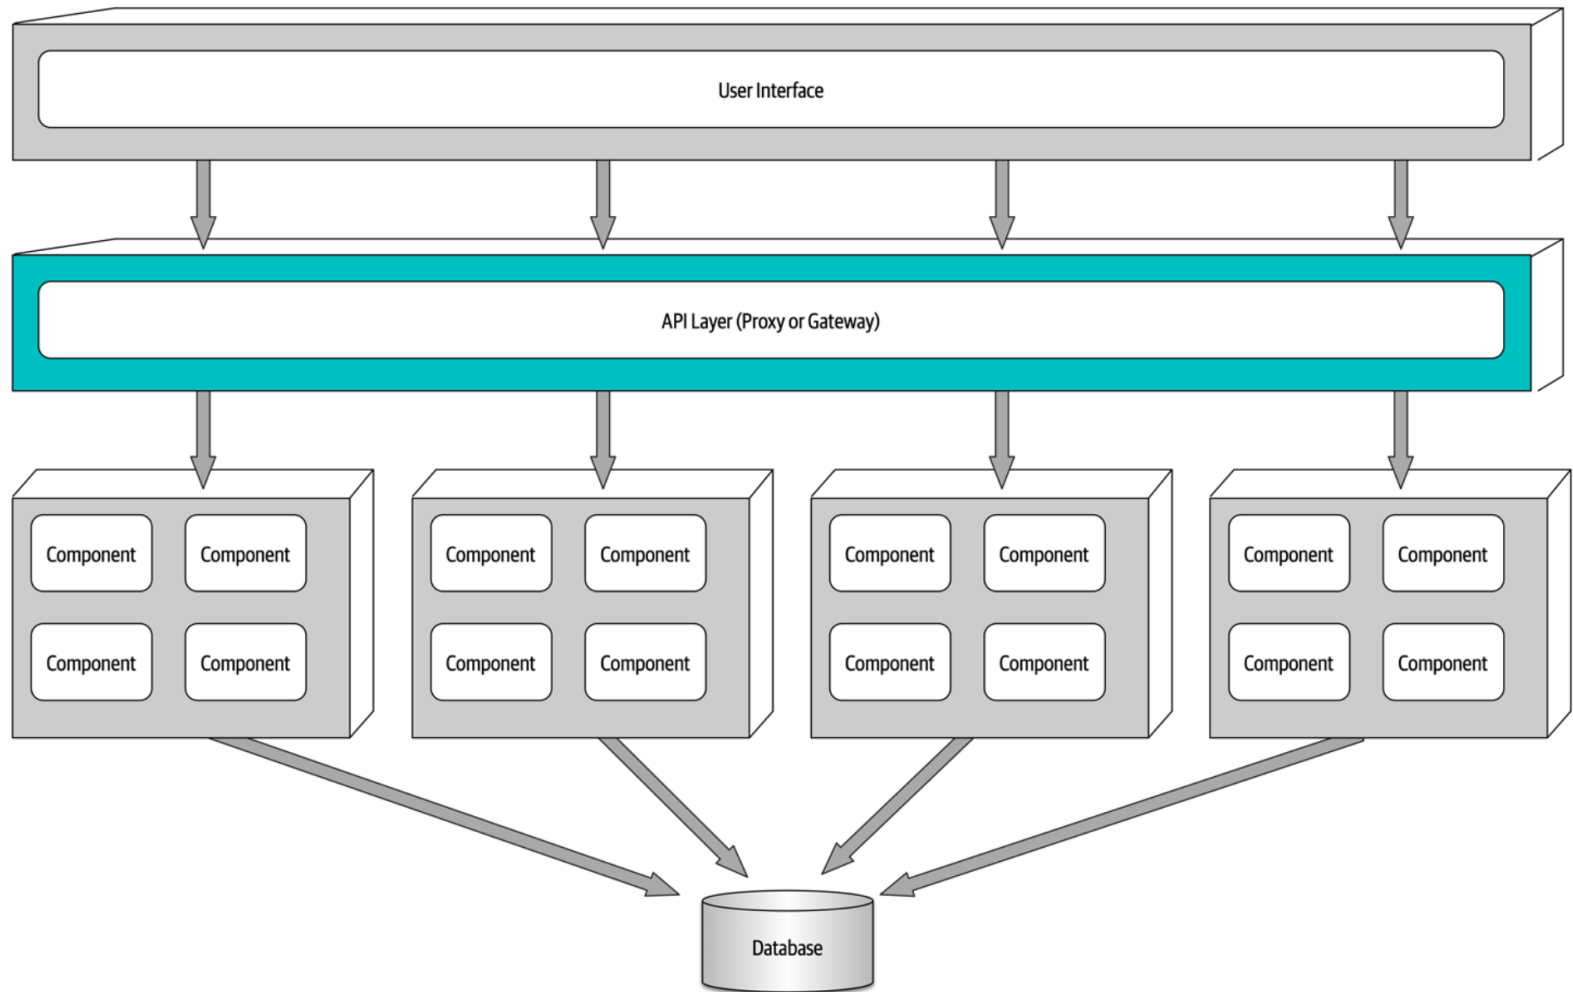 User Interface
API Layer (Proxy or Gateway)
Component Component Component Component Component Component Component Component
Component Component Component Component Component Component Component Component
Database